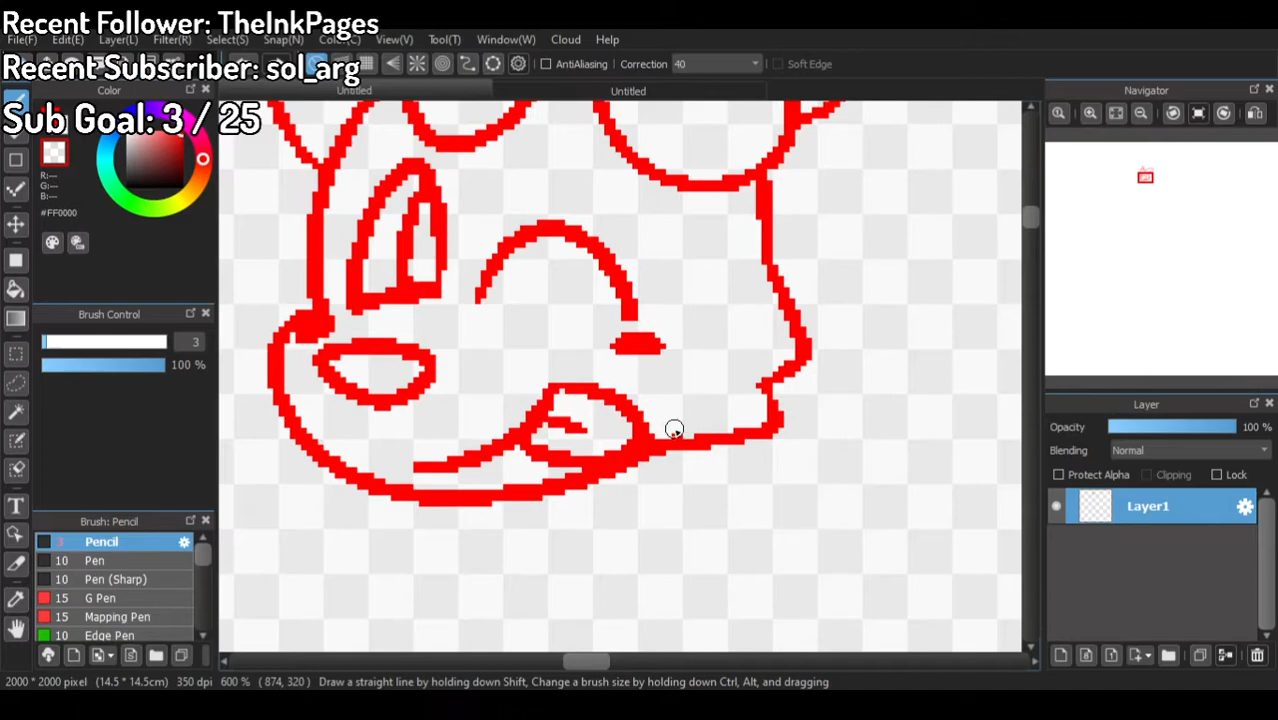 Recent Follower: TheInkPages
File(F) Edit(E) Layer(L) Filter(R) Select(S) Snap(N) Color(C) View(V) Tool(T) Window(W) Cloud Help
Recent Subscriber: sol_arg
AntiAliasing Correction 40 Soft Edge
Color Untitled Untitled Navigator
Sub Goal: 3 / 25
R:---
G:---
B:---
#FF0000
Brush Control
3
100 %
Layer
Opacity 100 %
Blending Normal
Protect Alpha Clipping Lock
Layer1
Brush: Pencil
3 Pencil
10 Pen
10 Pen (Sharp)
15 G Pen
15 Mapping Pen
10 Edge Pen
2000 * 2000 pixel (14.5 * 14.5cm) 350 dpi 600 % ( 874, 320 ) Draw a straight line by holding down Shift, Change a brush size by holding down Ctrl, Alt, and dragging